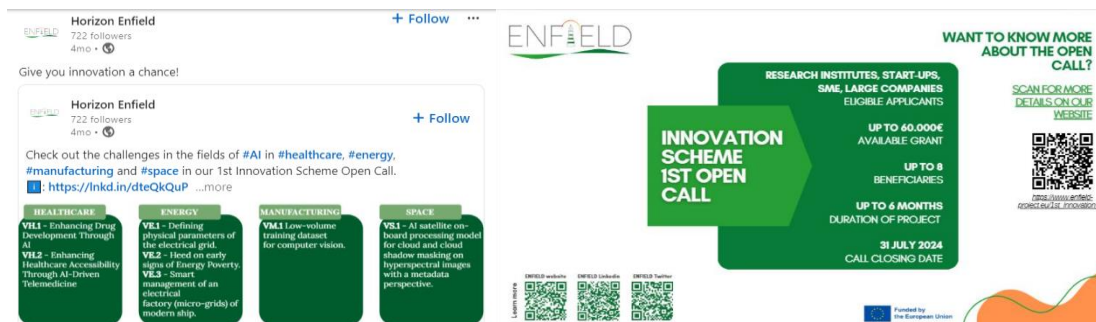 Horizon Enfield
722 followers
4mo •
+ Follow ...
Give you innovation a chance!
Horizon Enfield
722 followers
4mo •
+ Follow
Check out the challenges in the fields of #AI in #healthcare, #energy,
#manufacturing and #space in our 1st Innovation Scheme Open Call.
: https://lnkd.in/dteQkQuP ...more
HEALTHCARE
VH.1 - Enhancing Drug
Development Through
AI
VH.2 - Enhancing
Healthcare Accessibility
Through AI-Driven
Telemedicine
ENERGY
VE.1 - Defining
physical parameters of
the electrical grid.
VE.2 - Heed on early
signs of Energy Poverty.
VE.3 - Smart
management of an
electrical
factory (micro-grids) of
modern ship.
MANUFACTURING
VM.1 Low-volume
training dataset
for computer vision.
SPACE
VS.1 - AI satellite on-
board processing model
for cloud and cloud
shadow masking on
hyperspectral images
with a metadata
perspective.
ENFIELD
INNOVATION
SCHEME
1ST OPEN
CALL
RESEARCH INSTITUTES, START-UPS,
SME, LARGE COMPANIES
ELIGIBLE APPLICANTS
UP TO 60.000€
AVAILABLE GRANT
UP TO 8
BENEFICIARIES
UP TO 6 MONTHS
DURATION OF PROJECT
31 JULY 2024
CALL CLOSING DATE
WANT TO KNOW MORE
ABOUT THE OPEN
CALL?
SCAN FOR MORE
DETAILS ON OUR
WEBSITE
https://www.enfield-
project.eu/1st_innovation
Learn more
ENFIELD website
ENFIELD Linkedin
ENFIELD Twitter
Funded by
the European Union